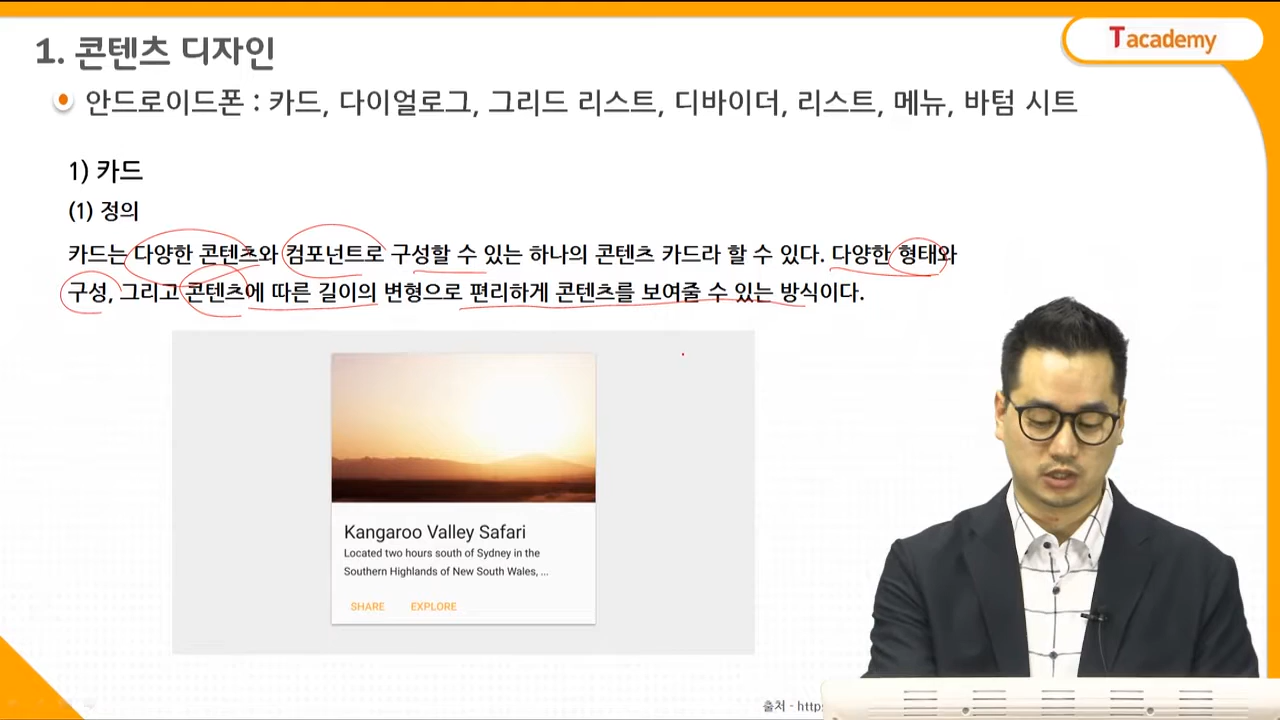 1. 콘텐츠 디자인
Tacademy
안드로이드폰 : 카드, 다이얼로그, 그리드 리스트, 디바이더, 리스트, 메뉴, 바텀 시트
1) 카드
(1) 정의
카드는 다양한 콘텐츠와 컴포넌트로 구성할 수 있는 하나의 콘텐츠 카드라 할 수 있다. 다양한 형태와
구성, 그리고 콘텐츠에 따른 길이의 변형으로 편리하게 콘텐츠를 보여줄 수 있는 방식이다.
Kangaroo Valley Safari
Located two hours south of Sydney in the
Southern Highlands of New South Wales, ...
SHARE EXPLORE
출처 - https